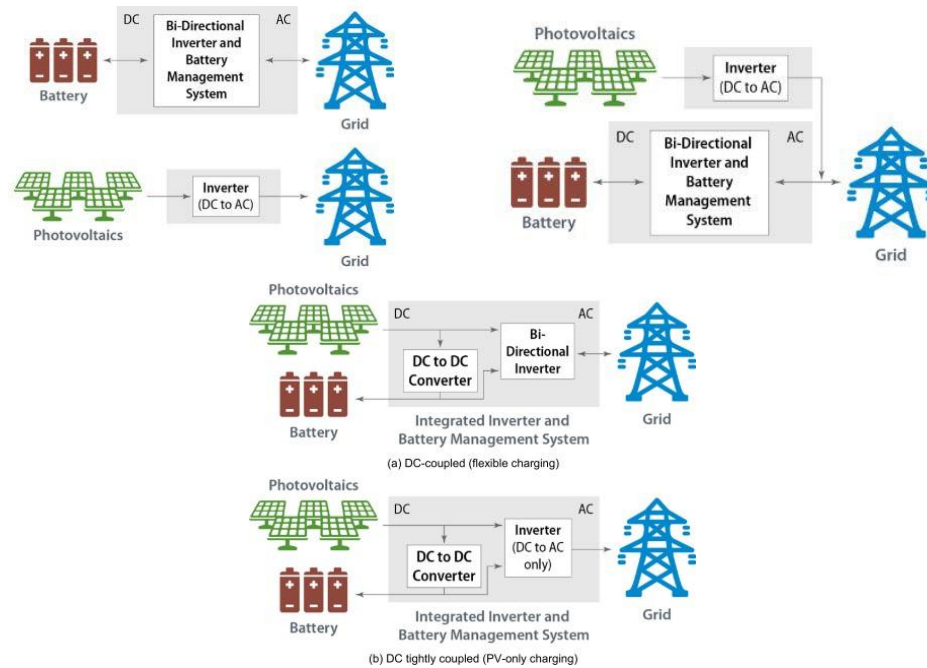 DC
AC
Bi-Directional
Inverter and
Battery
Management
System
Battery
Grid
Inverter
(DC to AC)
Photovoltaics
Grid
Photovoltaics
Inverter
(DC to AC)
DC
AC
Bi-Directional
Inverter and
Battery
Management
System
Battery
Grid
Photovoltaics
DC
AC
Bi-
Directional
Inverter
DC to DC
Converter
Battery
Integrated Inverter and
Battery Management System
Grid
(a) DC-coupled (flexible charging)
Photovoltaics
DC
AC
Inverter
(DC to AC
only)
DC to DC
Converter
Battery
Integrated Inverter and
Battery Management System
Grid
(b) DC tightly coupled (PV-only charging)